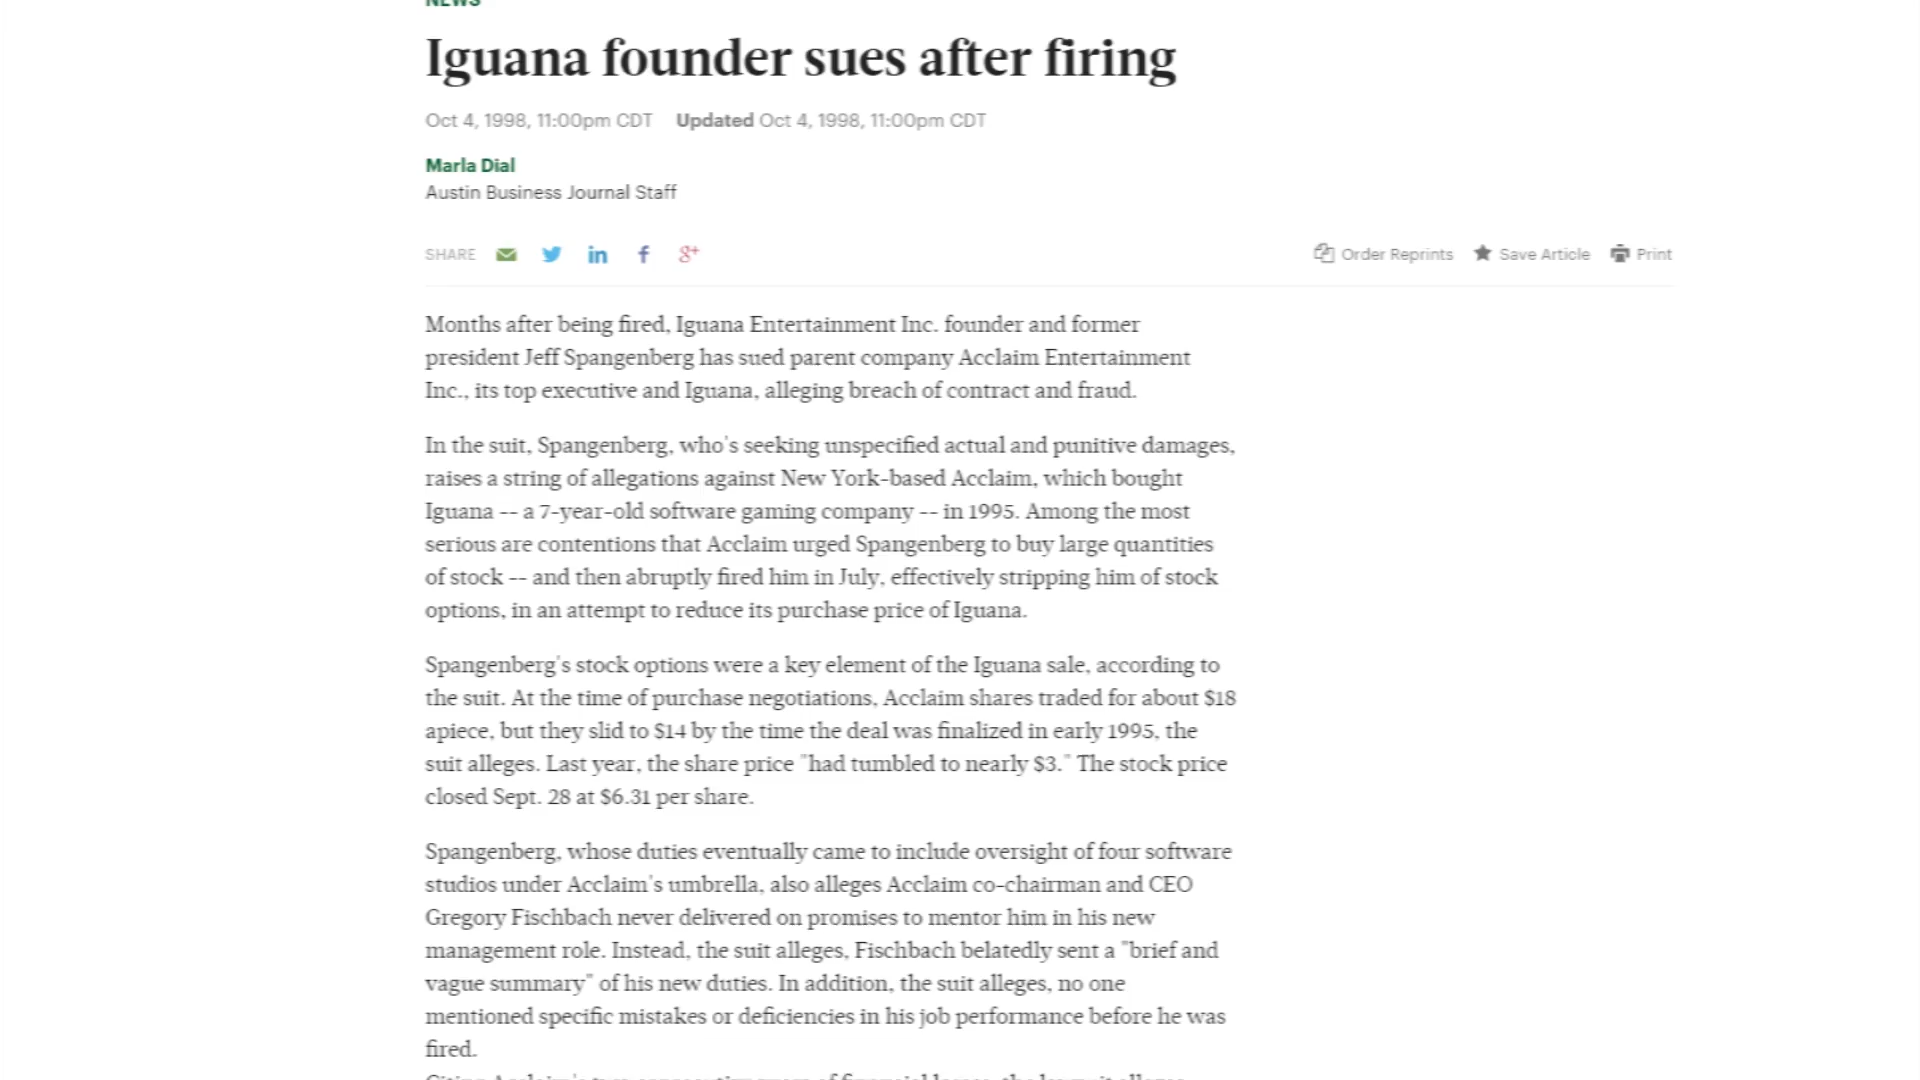 NEWS
Iguana founder sues after firing
Oct 4, 1998, 11:00pm CDT Updated Oct 4, 1998, 11:00pm CDT
Marla Dial
Austin Business Journal Staff
SHARE Order Reprints Save Article Print
Months after being fired, Iguana Entertainment Inc. founder and former
president Jeff Spangenberg has sued parent company Acclaim Entertainment
Inc., its top executive and Iguana, alleging breach of contract and fraud.
In the suit, Spangenberg, who's seeking unspecified actual and punitive damages,
raises a string of allegations against New York-based Acclaim, which bought
Iguana -- a 7-year-old software gaming company -- in 1995. Among the most
serious are contentions that Acclaim urged Spangenberg to buy large quantities
of stock -- and then abruptly fired him in July, effectively stripping him of stock
options, in an attempt to reduce its purchase price of Iguana.
Spangenberg's stock options were a key element of the Iguana sale, according to
the suit. At the time of purchase negotiations, Acclaim shares traded for about $18
apiece, but they slid to $14 by the time the deal was finalized in early 1995, the
suit alleges. Last year, the share price "had tumbled to nearly $3." The stock price
closed Sept. 28 at $6.31 per share.
Spangenberg, whose duties eventually came to include oversight of four software
studios under Acclaim's umbrella, also alleges Acclaim co-chairman and CEO
Gregory Fischbach never delivered on promises to mentor him in his new
management role. Instead, the suit alleges, Fischbach belatedly sent a "brief and
vague summary" of his new duties. In addition, the suit alleges, no one
mentioned specific mistakes or deficiencies in his job performance before he was
fired.